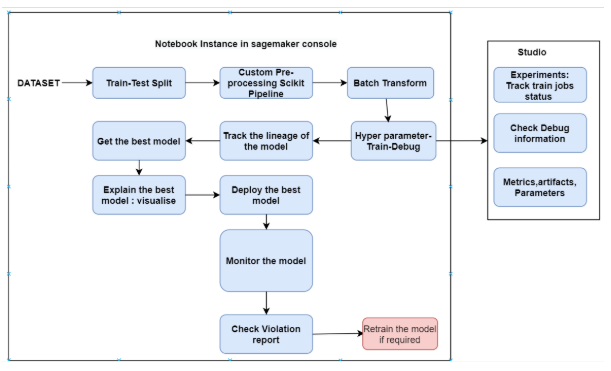 Notebook Instance in sagemaker console
DATASET
Train-Test Split
Custom Pre-
processing Scikit
Pipeline
Batch Transform
Get the best model
Track the lineage of
the model
Hyper parameter-
Train-Debug
Explain the best
model : visualise
Deploy the best
model
Monitor the model
Check Violation
report
Retrain the model
if required
Studio
Experiments:
Track train jobs
status
Check Debug
information
Metrics,artifacts,
Parameters